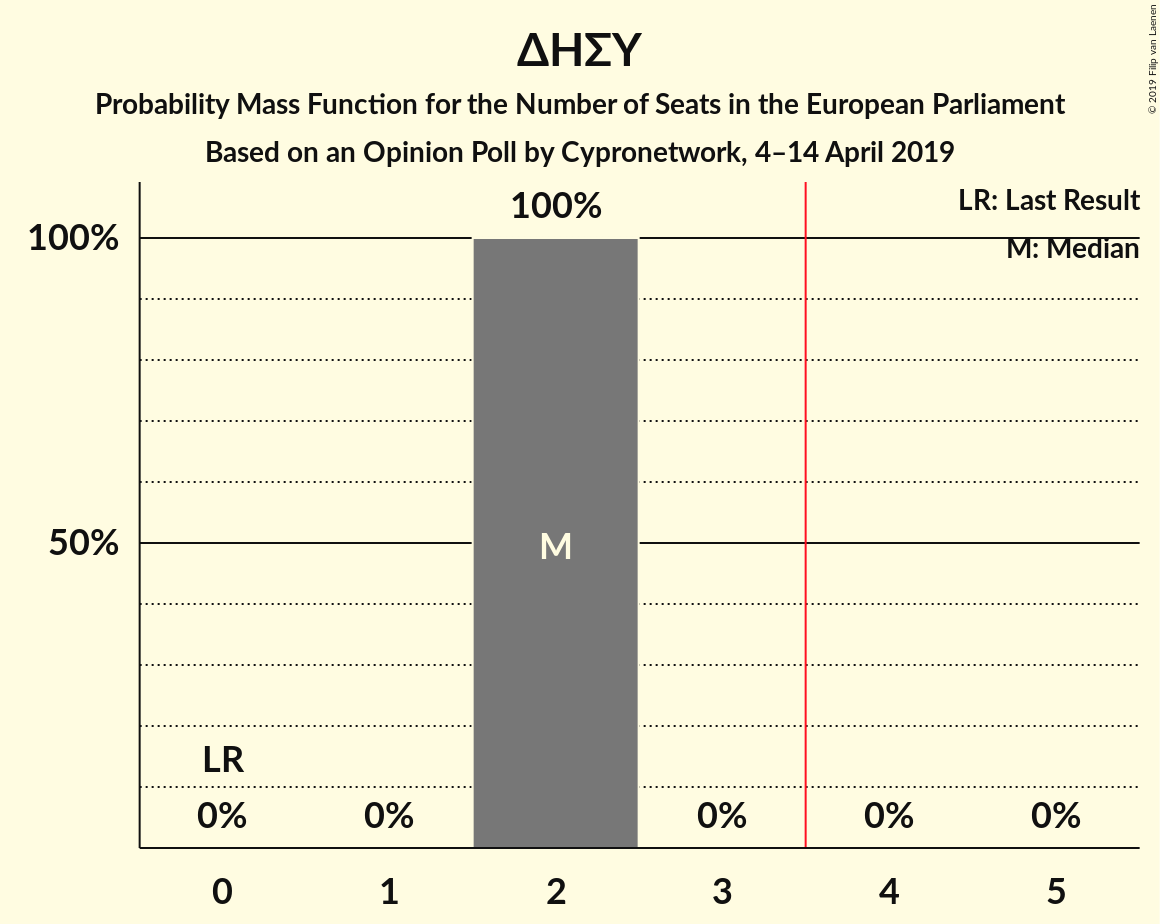 ΔΗΣΥ
Probability Mass Function for the Number of Seats in the European Parliament
Based on an Opinion Poll by Cypronetwork, 4–14 April 2019
© 2019 Filip van Laenen
LR: Last Result
M: Median
100%
100%
50%
M
LR
0% 0% 0% 0% 0%
0 1 2 3 4 5